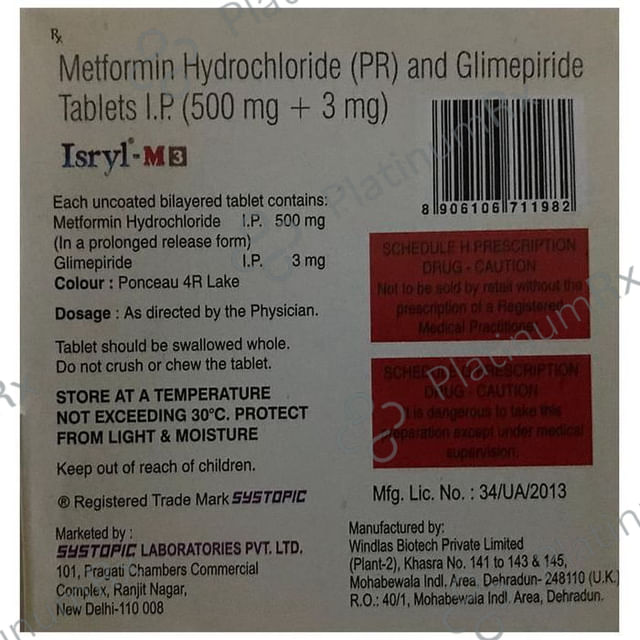 Rx
Metformin Hydrochloride (PR) and Glimepiride
Tablets I.P. (500 mg + 3 mg)
Isryl®-M3
Each uncoated bilayered tablet contains:
Metformin Hydrochloride I.P. 500 mg
(In a prolonged release form)
Glimepiride I.P. 3 mg
Colour : Ponceau 4R Lake
Dosage : As directed by the Physician.
Tablet should be swallowed whole.
Do not crush or chew the tablet.
STORE AT A TEMPERATURE
NOT EXCEEDING 30°C. PROTECT
FROM LIGHT & MOISTURE
Keep out of reach of children.
® Registered Trade Mark SYSTOPIC
Marketed by :
SYSTOPIC LABORATORIES PVT. LTD.
101, Pragati Chambers Commercial
Complex, Ranjit Nagar,
New Delhi-110 008
8 906106 711982
SCHEDULE H PRESCRIPTION
DRUG - CAUTION
Not to be sold by retail without the
prescription of a Registered
Medical Practitioner
SCHEDULE PRESCRIPTION
DRUG - CAUTION
It is dangerous to take this
preparation except under medical
supervision.
Mfg. Lic. No. : 34/UA/2013
Manufactured by:
Windlas Biotech Private Limited
(Plant-2), Khasra No. 141 to 143 & 145,
Mohabewala Indl. Area, Dehradun- 248110 (U.K.)
R.O.: 40/1, Mohabewala Indl. Area, Dehradun.
PlatinumRx
PlatinumRx